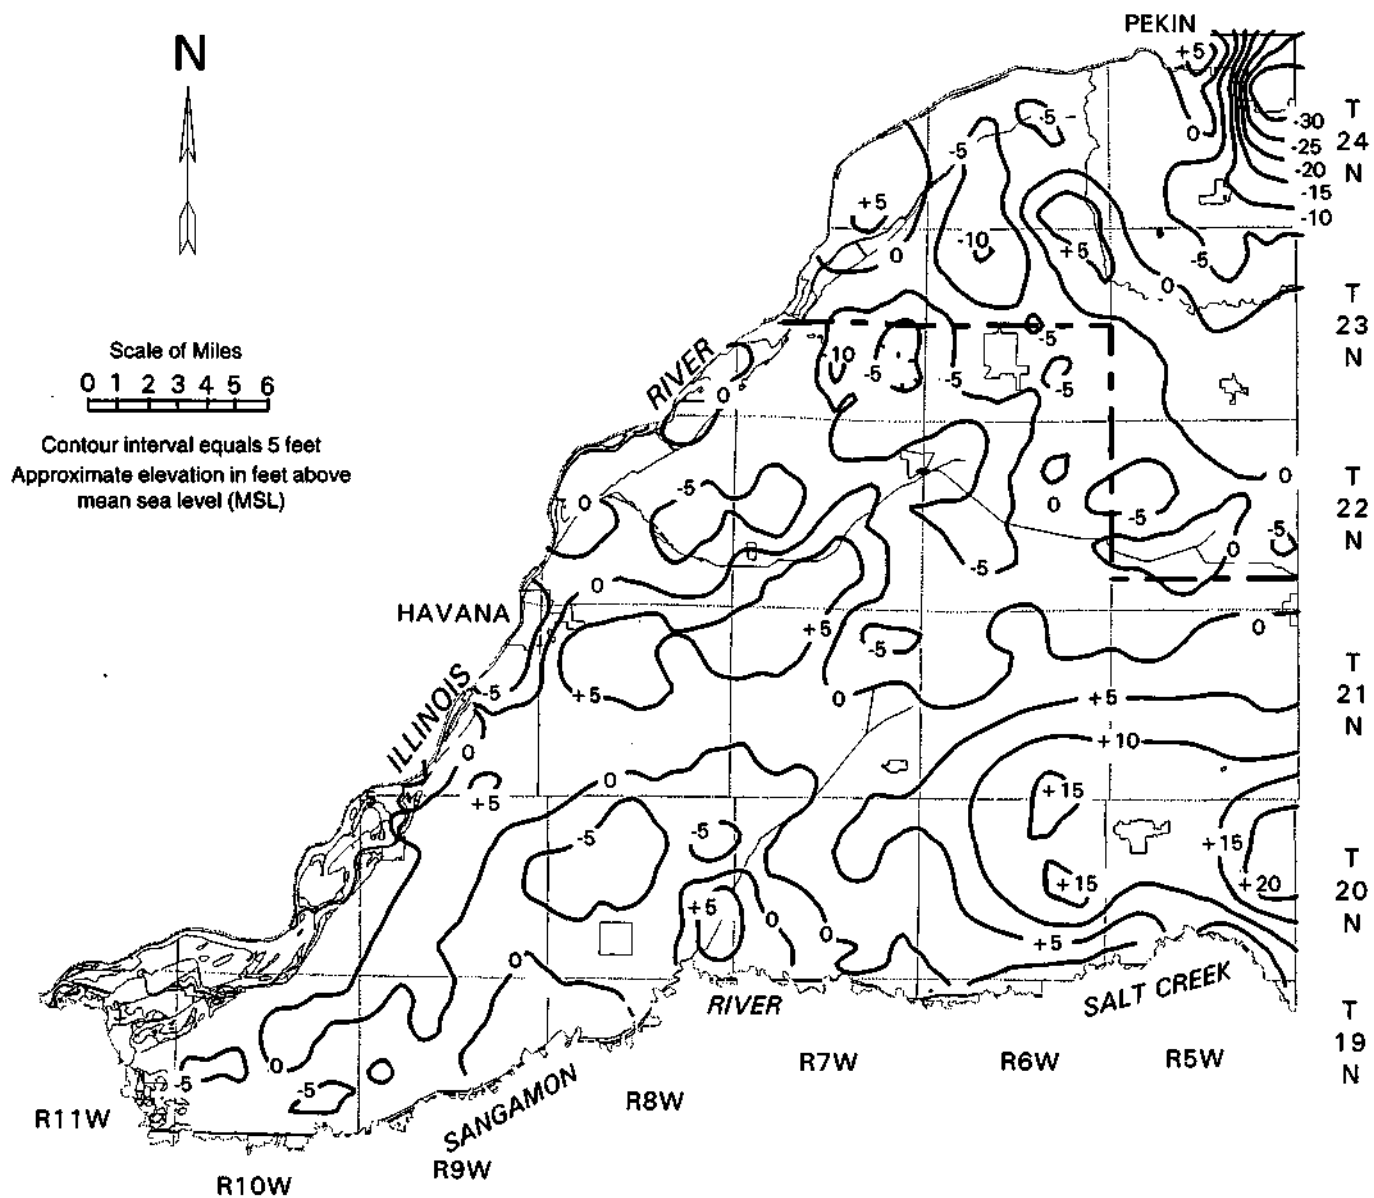 PEKIN
N
+5
-5
-5
0
T
24
N
-30
-25
-20
-15
-10
+5
-10
+5
0
-5
0
T
23
N
Scale of Miles
0 1 2 3 4 5 6
Contour interval equals 5 feet
Approximate elevation in feet above
mean sea level (MSL)
RIVER
-5
10
-5
-5
-5
0
0
T
22
N
-5
0
0
-5
-5
0
-5
0
HAVANA
+5
-5
0
T
21
N
ILLINOIS
-5
+5
0
+5
+10
0
0
+5
+15
-5
-5
+15
T
20
N
+15
+20
+5
0
0
+5
0
RIVER
SALT CREEK
T
19
N
0
-5
-5
R7W
R6W
R5W
SANGAMON
R8W
R11W
R9W
R10W